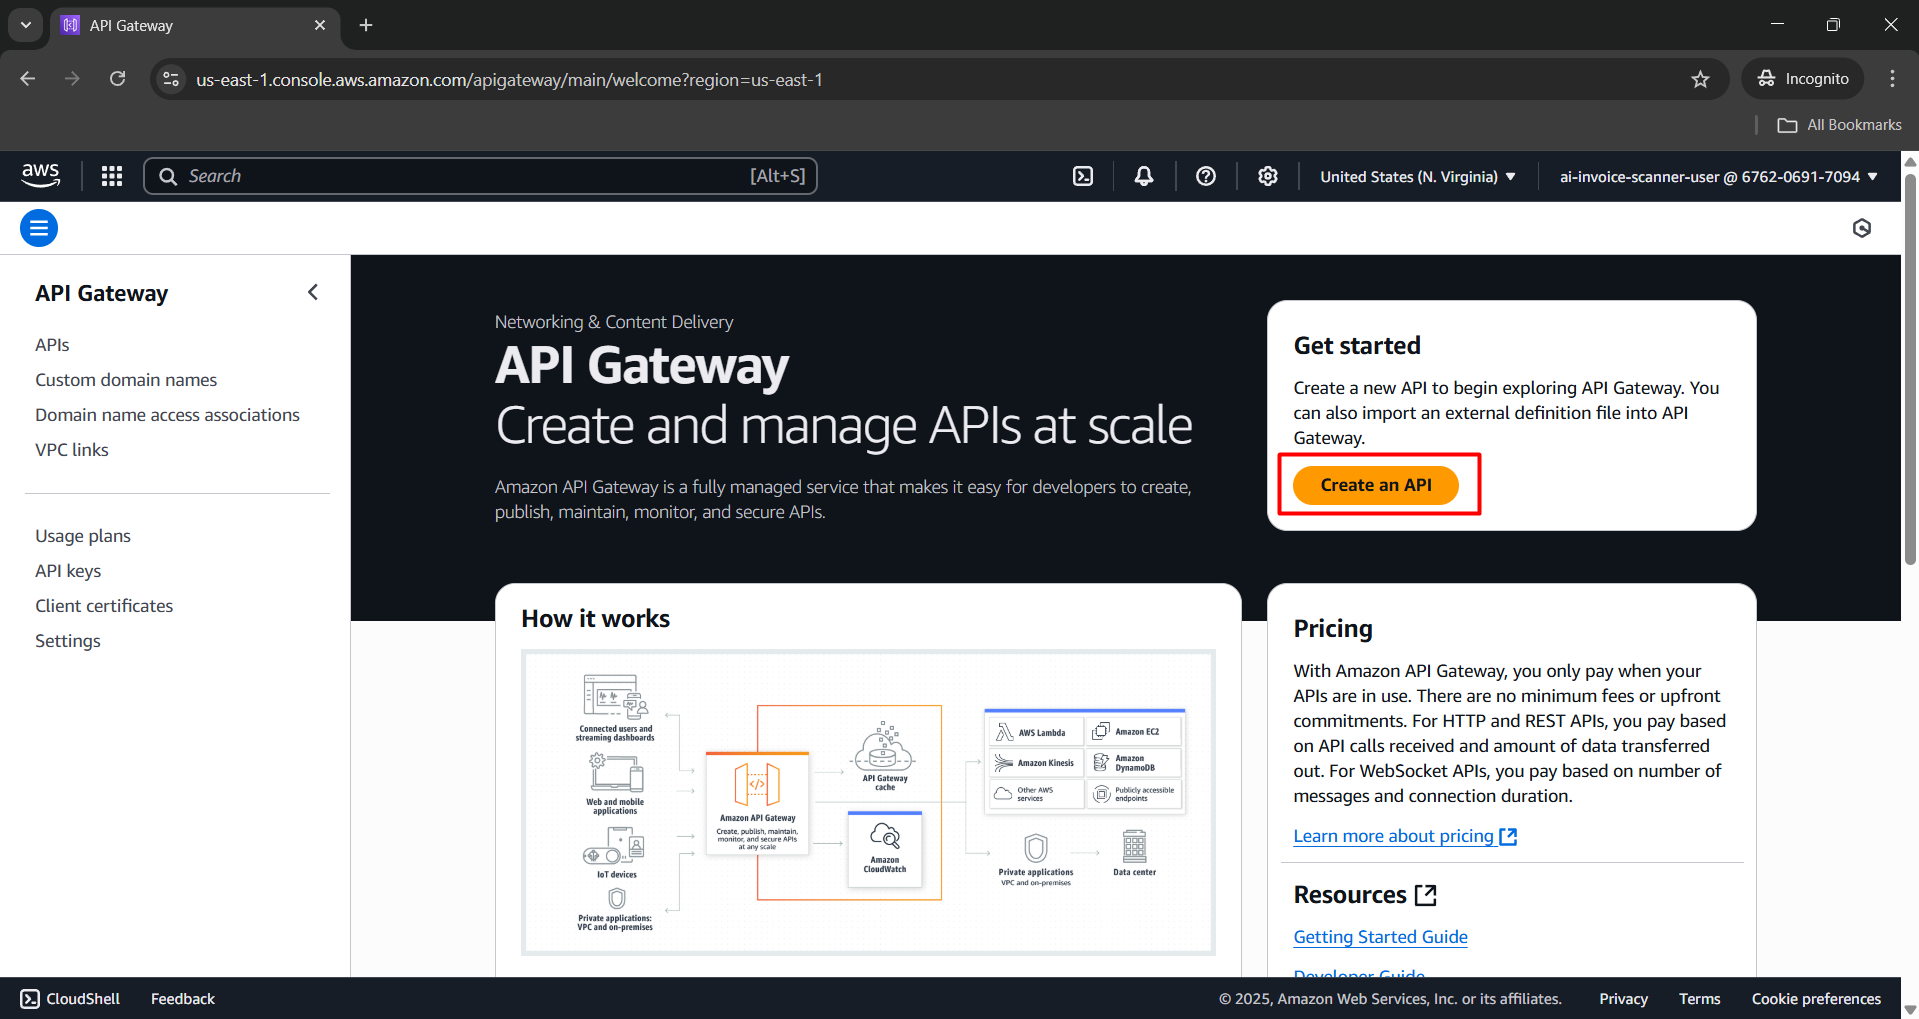 API Gateway
us-east-1.console.aws.amazon.com/apigateway/main/welcome?region=us-east-1
Incognito
All Bookmarks
aws
Search
[Alt+S]
United States (N. Virginia)
ai-invoice-scanner-user @ 6762-0691-7094
API Gateway
APIs
Custom domain names
Domain name access associations
VPC links
Usage plans
API keys
Client certificates
Settings
Networking & Content Delivery
API Gateway
Create and manage APIs at scale
Amazon API Gateway is a fully managed service that makes it easy for developers to create,
publish, maintain, monitor, and secure APIs.
Get started
Create a new API to begin exploring API Gateway. You
can also import an external definition file into API
Gateway.
Create an API
How it works
Connected users and
streaming dashboards
Web and mobile
applications
IoT devices
Private applications:
VPC and on-premises
Amazon API Gateway
Create, publish, maintain,
monitor, and secure APIs
at any scale
API Gateway
cache
Amazon
CloudWatch
AWS Lambda
Amazon EC2
Amazon Kinesis
Amazon
DynamoDB
Other AWS
services
Publicly accessible
endpoints
Private applications
VPC and on-premises
Data center
Pricing
With Amazon API Gateway, you only pay when your
APIs are in use. There are no minimum fees or upfront
commitments. For HTTP and REST APIs, you pay based
on API calls received and amount of data transferred
out. For WebSocket APIs, you pay based on number of
messages and connection duration.
Learn more about pricing
Resources
Getting Started Guide
Developer Guide
CloudShell
Feedback
© 2025, Amazon Web Services, Inc. or its affiliates.
Privacy
Terms
Cookie preferences